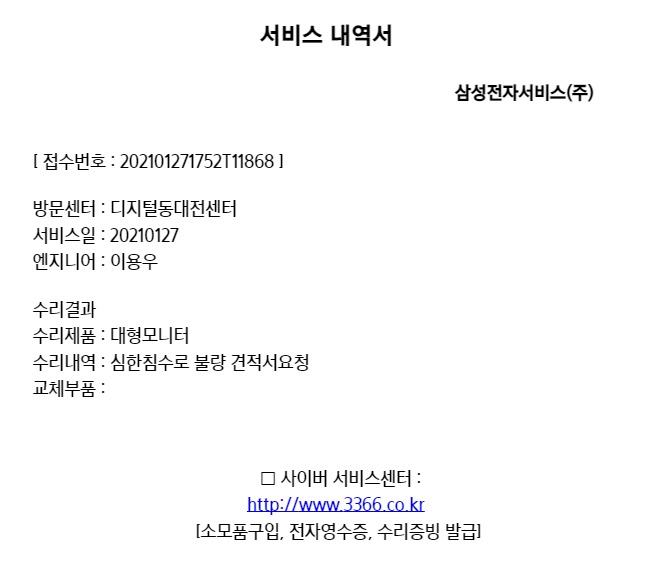 서비스 내역서
삼성전자서비스(주)
[ 접수번호 : 202101271752T11868 ]
방문센터 : 디지털동대전센터
서비스일 : 20210127
엔지니어 : 이용우
수리결과
수리제품 : 대형모니터
수리내역 : 심한침수로 불량 견적서요청
교체부품 :
□ 사이버 서비스센터 :
http://www.3366.co.kr
[소모품구입, 전자영수증, 수리증빙 발급]